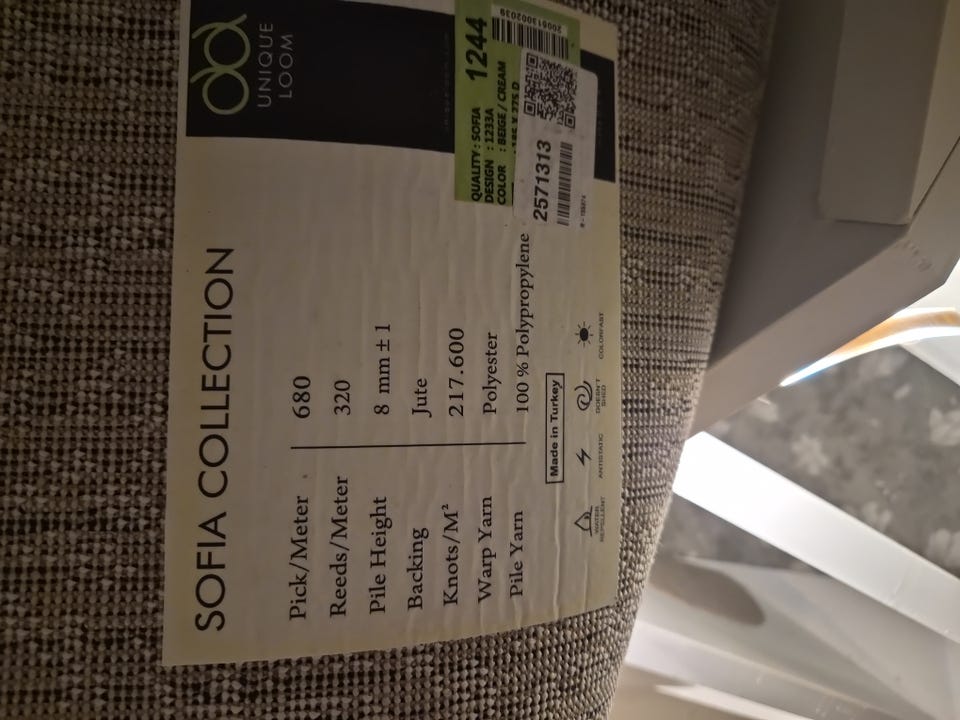 UNIQUE
LOOM
200613002039
QUALITY : SOFIA 1244
DESIGN : 1233A
COLOR : BEIGE / CREAM
2571313
SOFIA COLLECTION
Pick/Meter 680
Reeds/Meter 320
Pile Height 8 mm ± 1
Backing Jute
Knots/M² 217.600
Warp Yarn Polyester
Pile Yarn 100 % Polypropylene
Made in Turkey
WATER REPELLENT
ANTISTATIC
DOESN'T SHED
COLORFAST